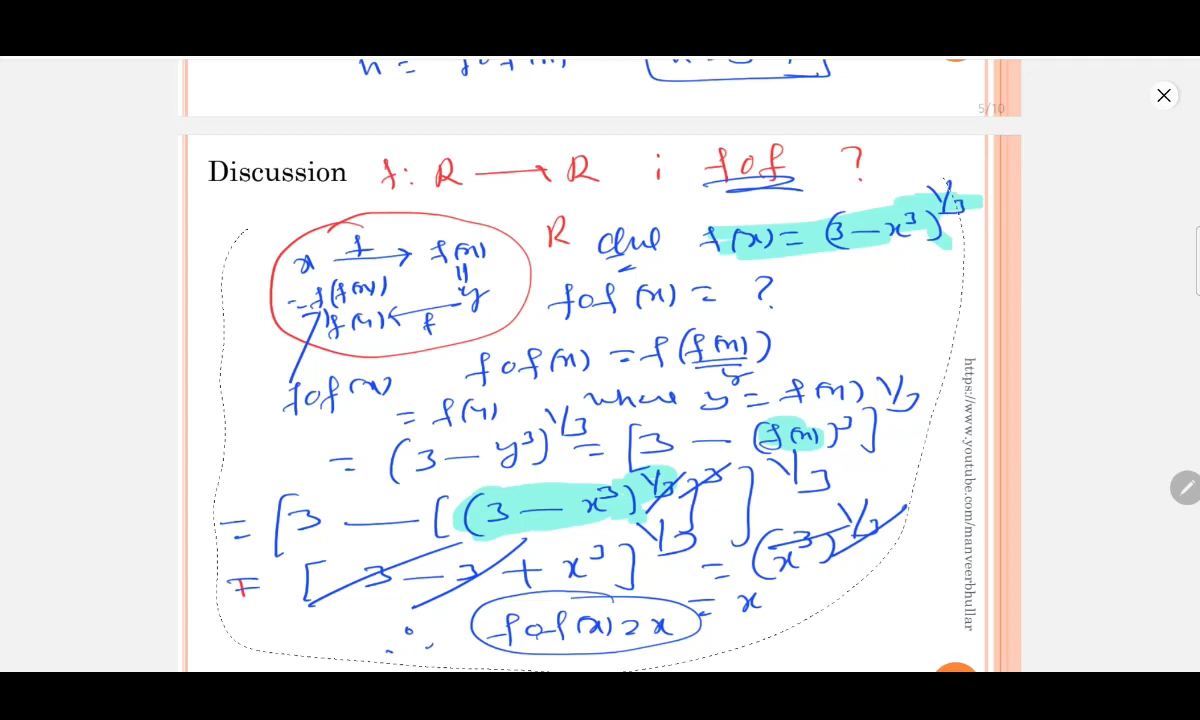 5/10
Discussion f: R → R ; fof ?
R and f(x) = (3 - x³)^1/3
x f→ f(x)
= f(f(x)) y
f(y) ← f
fof(x) = ?
fof(x) = f(f(x))
y
fof(x)
= f(y) where y = f(x)
= (3 - y³)^1/3 = [3 - (f(x))³]^1/3
= [3 - [(3 - x³)^1/3]³]^1/3
= [3 - 3 + x³]^1/3 = (x³)^1/3
= x
∴ fof(x) = x
https://www.youtube.com/manveerbhullar